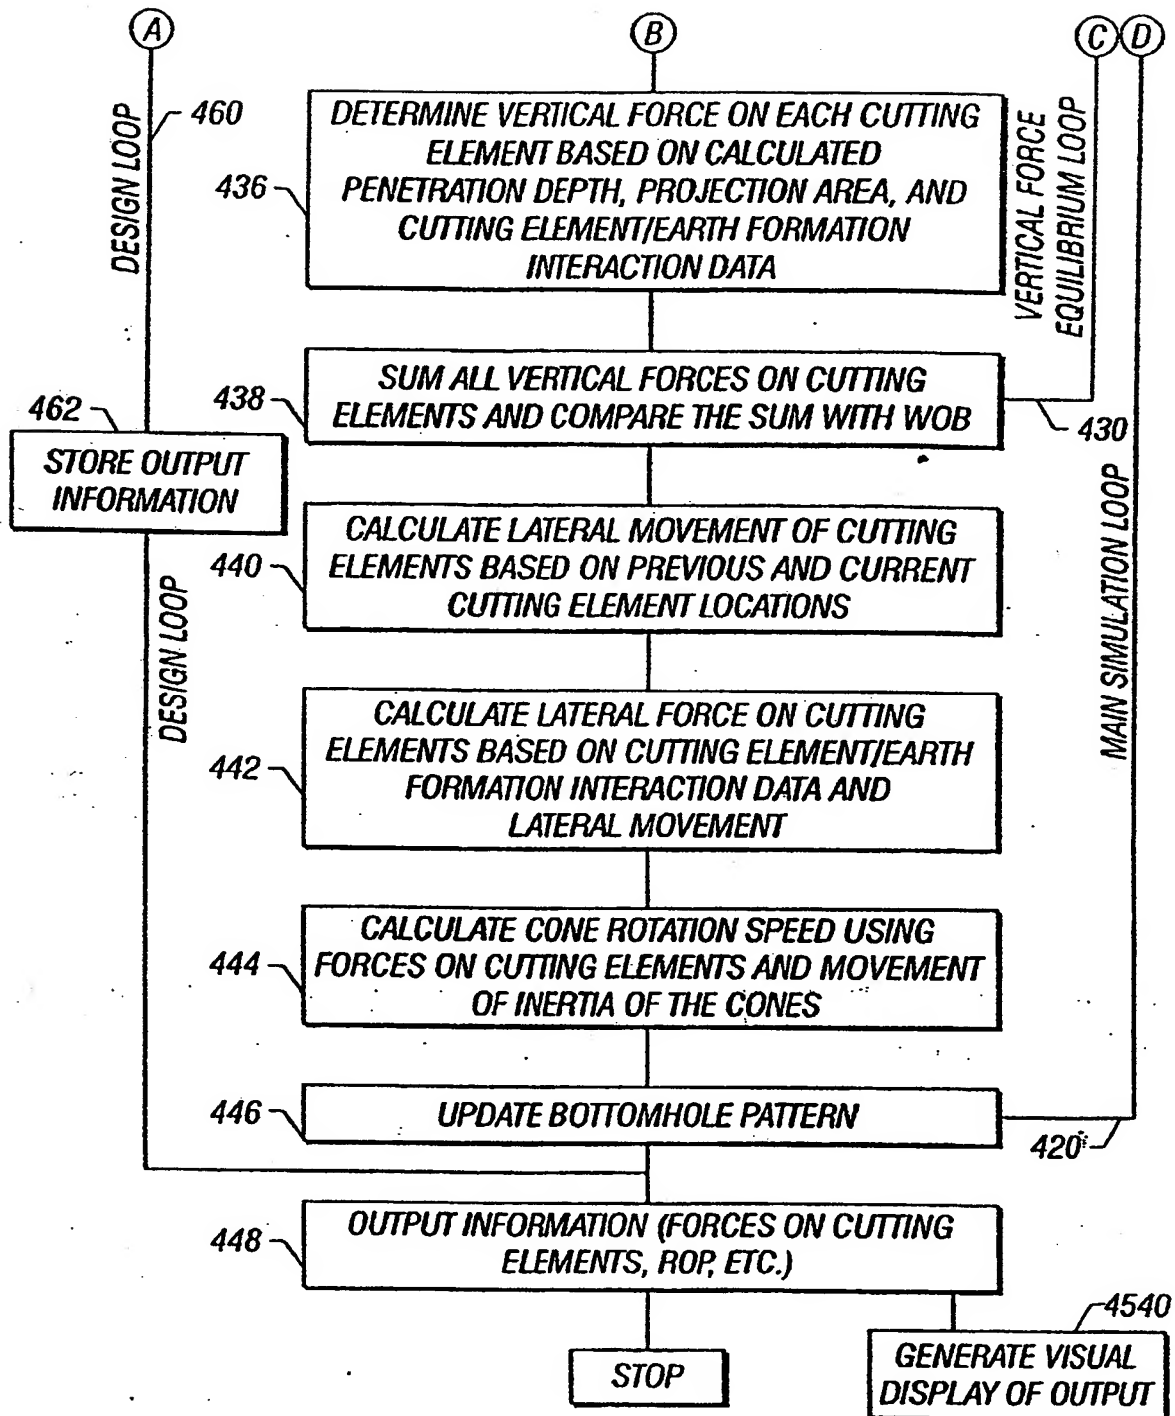 A
B
C
D
DESIGN LOOP
460
DETERMINE VERTICAL FORCE ON EACH CUTTING
ELEMENT BASED ON CALCULATED
PENETRATION DEPTH, PROJECTION AREA, AND
CUTTING ELEMENT/EARTH FORMATION
INTERACTION DATA
436
VERTICAL FORCE
EQUILIBRIUM LOOP
SUM ALL VERTICAL FORCES ON CUTTING
ELEMENTS AND COMPARE THE SUM WITH WOB
438
430
462
STORE OUTPUT
INFORMATION
CALCULATE LATERAL MOVEMENT OF CUTTING
ELEMENTS BASED ON PREVIOUS AND CURRENT
CUTTING ELEMENT LOCATIONS
440
DESIGN LOOP
MAIN SIMULATION LOOP
CALCULATE LATERAL FORCE ON CUTTING
ELEMENTS BASED ON CUTTING ELEMENT/EARTH
FORMATION INTERACTION DATA AND
LATERAL MOVEMENT
442
CALCULATE CONE ROTATION SPEED USING
FORCES ON CUTTING ELEMENTS AND MOVEMENT
OF INERTIA OF THE CONES
444
UPDATE BOTTOMHOLE PATTERN
446
420
OUTPUT INFORMATION (FORCES ON CUTTING
ELEMENTS, ROP, ETC.)
448
4540
STOP
GENERATE VISUAL
DISPLAY OF OUTPUT